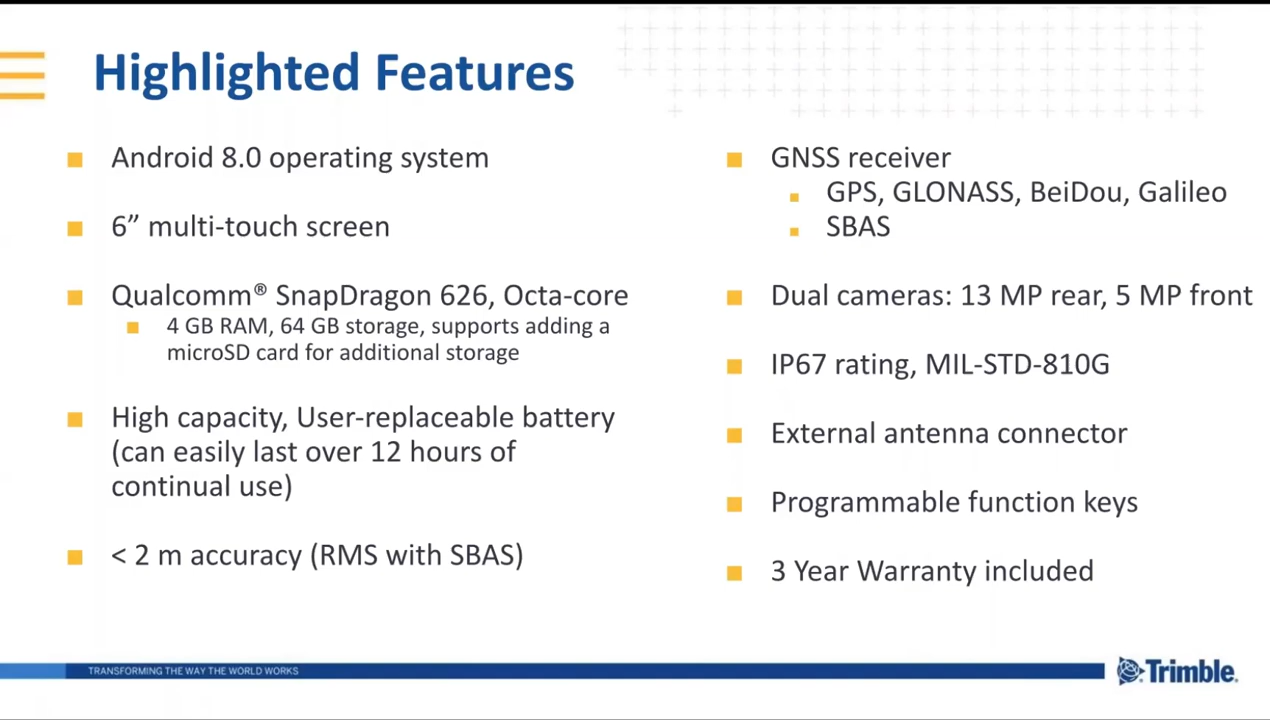 Highlighted Features
Android 8.0 operating system
6” multi-touch screen
Qualcomm® SnapDragon 626, Octa-core
4 GB RAM, 64 GB storage, supports adding a
microSD card for additional storage
High capacity, User-replaceable battery
(can easily last over 12 hours of
continual use)
< 2 m accuracy (RMS with SBAS)
GNSS receiver
GPS, GLONASS, BeiDou, Galileo
SBAS
Dual cameras: 13 MP rear, 5 MP front
IP67 rating, MIL-STD-810G
External antenna connector
Programmable function keys
3 Year Warranty included
TRANSFORMING THE WAY THE WORLD WORKS
Trimble.